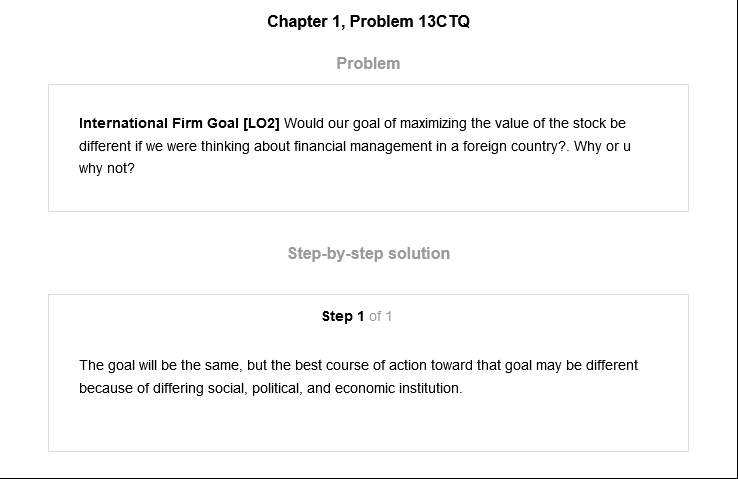 Chapter 1, Problem 13CTQ
Problem
International Firm Goal [LO2] Would our goal of maximizing the value of the stock be
different if we were thinking about financial management in a foreign country?. Why or u
why not?
Step-by-step solution
Step 1 of 1
The goal will be the same, but the best course of action toward that goal may be different
because of differing social, political, and economic institution.